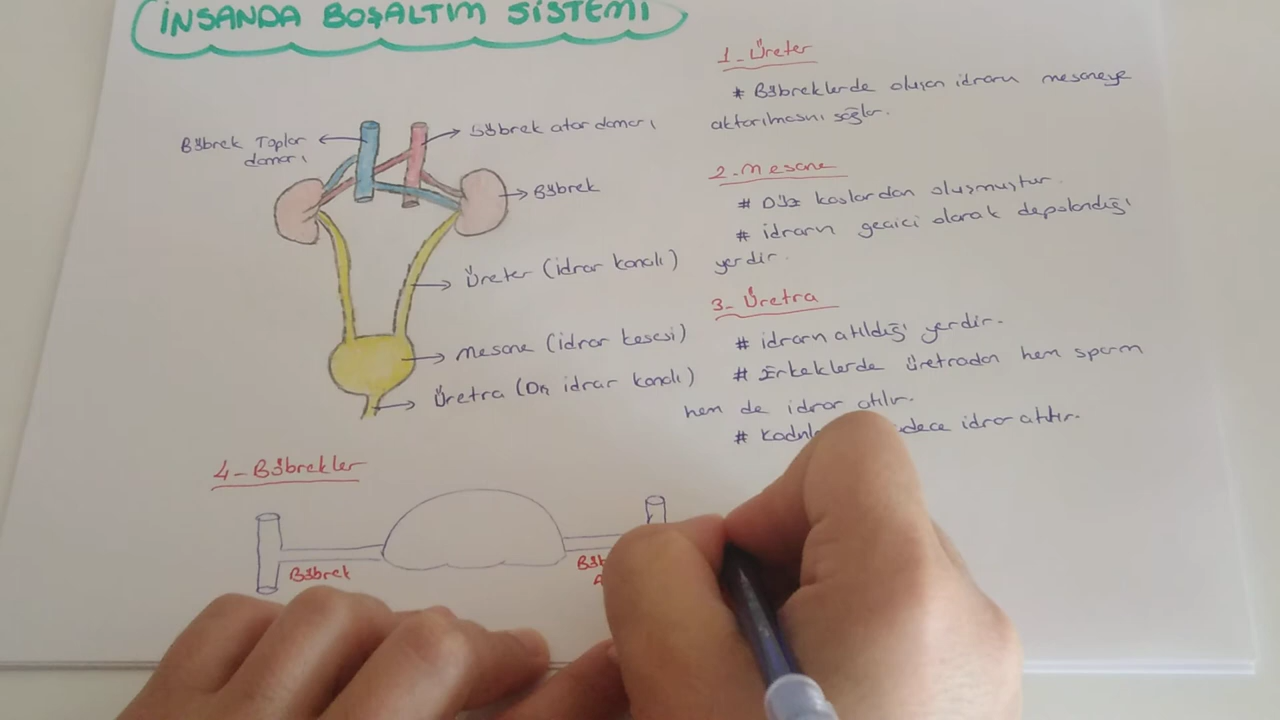 İNSANDA BOŞALTIM SİSTEMİ
Böbrek Toplar
damarı
Böbrek atar damarı
Böbrek
Üreter (idrar kanalı)
mesane (idrar kesesi)
Üretra (Dış idrar kanalı)
1- Üreter
# Böbreklerde oluşan idrarın mesaneye
aktarılmasını sağlar.
2- Mesane
# Düz kaslardan oluşmuştur.
# idrarın geçici olarak depolandığı
yerdir.
3- Üretra
# idrarın atıldığı yerdir.
# Erkeklerde üretradan hem sperm
hem de idrar atılır.
# idrar atılır.
4- Böbrekler
Böbrek